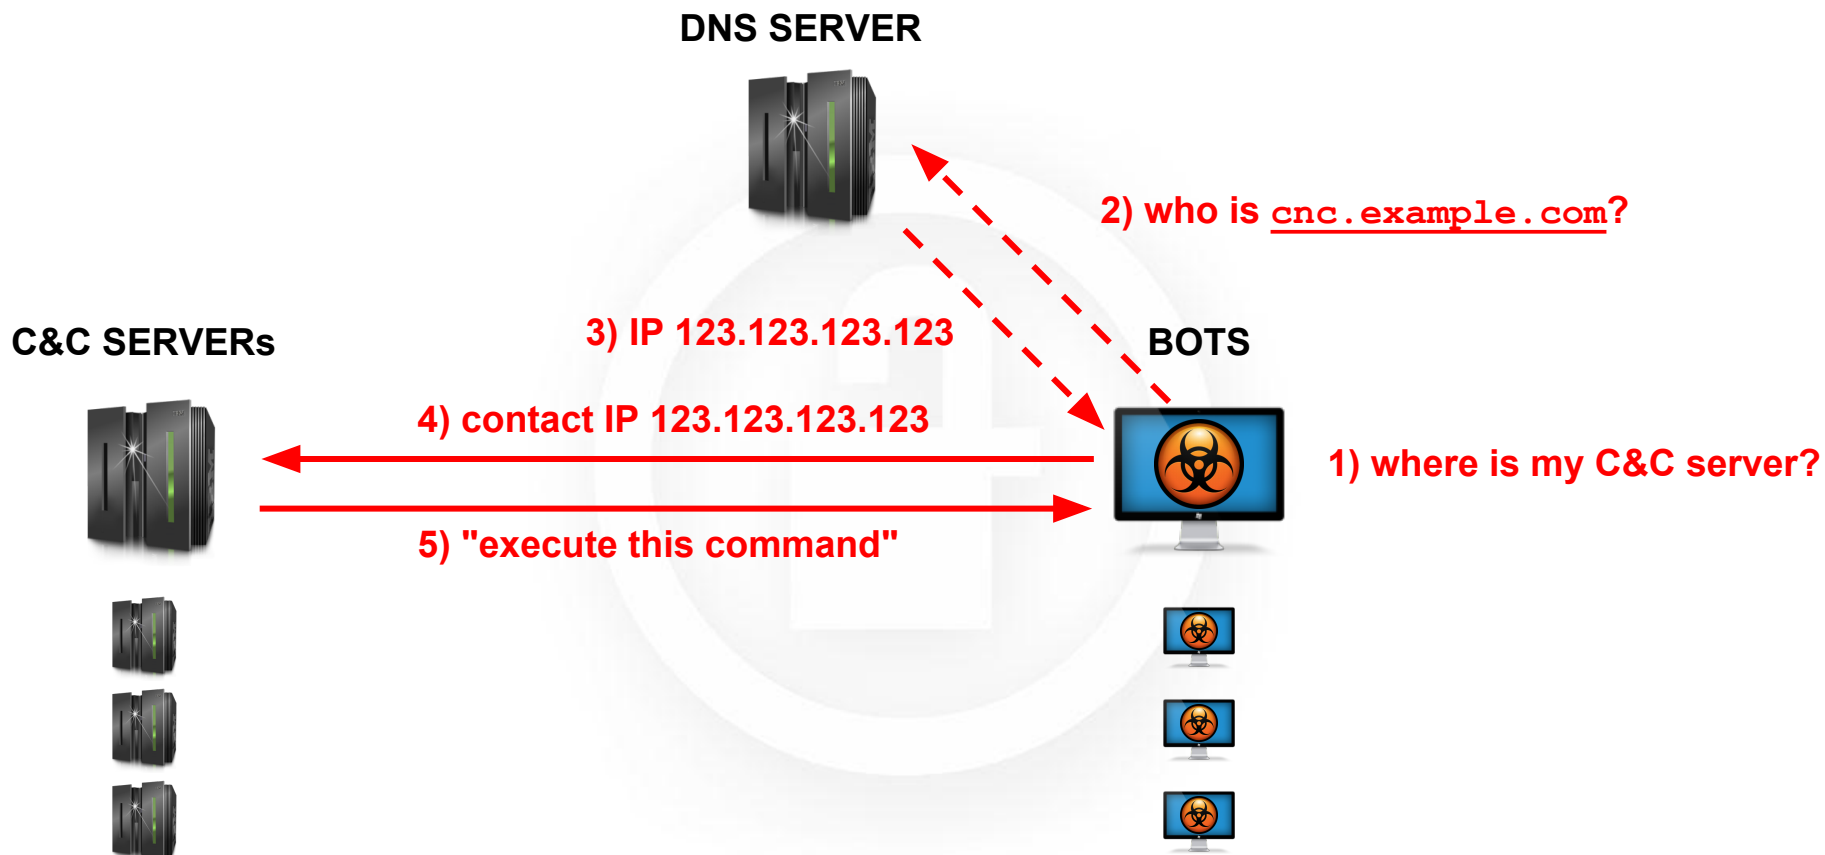 DNS SERVER
2) who is cnc.example.com?
3) IP 123.123.123.123
C&C SERVERs
BOTS
4) contact IP 123.123.123.123
1) where is my C&C server?
5) "execute this command"